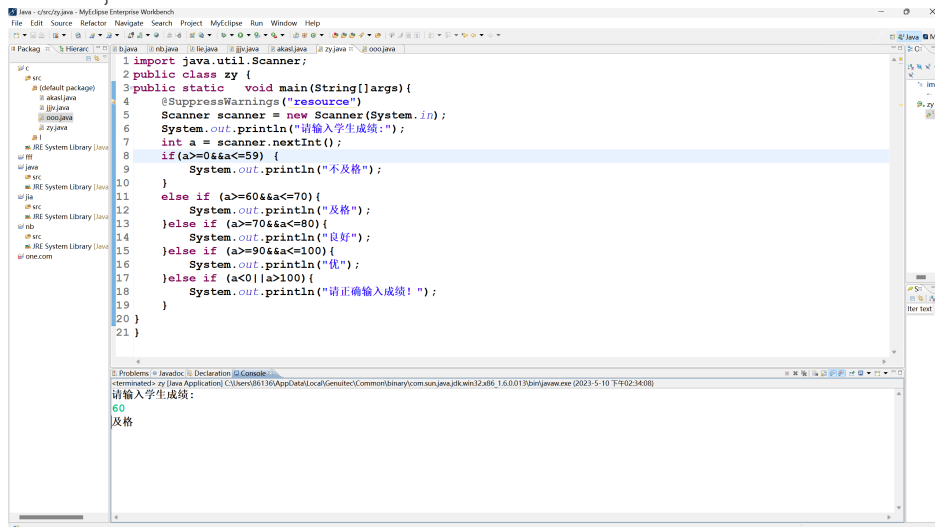 Java - c/src/zy.java - MyEclipse Enterprise Workbench
File Edit Source Refactor Navigate Search Project MyEclipse Run Window Help
Java
Packag Hierarc
b.java nb.java lie.java jjjv.java akasl.java zy.java ooo.java
c
src
(default package)
akasl.java
jjjv.java
ooo.java
zy.java
l
JRE System Library [Java
fff
java
src
JRE System Library [Java
jia
src
JRE System Library [Java
nb
src
JRE System Library [Java
one.com
1 import java.util.Scanner;
2 public class zy {
3 public static void main(String[]args){
4 @SuppressWarnings("resource")
5 Scanner scanner = new Scanner(System.in);
6 System.out.println("请输入学生成绩:");
7 int a = scanner.nextInt();
8 if(a>=0&&a<=59) {
9 System.out.println("不及格");
10 }
11 else if (a>=60&&a<=70){
12 System.out.println("及格");
13 }else if (a>=70&&a<=80){
14 System.out.println("良好");
15 }else if (a>=90&&a<=100){
16 System.out.println("优");
17 }else if (a<0||a>100){
18 System.out.println("请正确输入成绩! ");
19 }
20 }
21 }
im
zy
Iter text
Problems Javadoc Declaration Console
<terminated> zy [Java Application] C:\Users\86136\AppData\Local\Genuitec\Common\binary\com.sun.java.jdk.win32.x86_1.6.0.013\bin\javaw.exe (2023-5-10 下午02:34:08)
请输入学生成绩:
60
及格